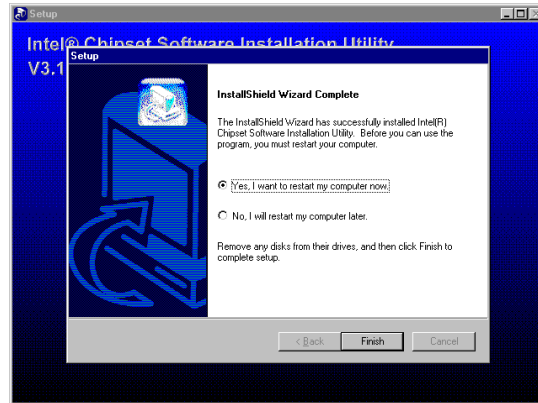 Setup
Intel® Chipset Software Installation Utility
V3.1
Setup
InstallShield Wizard Complete
The InstallShield Wizard has successfully installed Intel(R)
Chipset Software Installation Utility. Before you can use the
program, you must restart your computer.
Yes, I want to restart my computer now.
No, I will restart my computer later.
Remove any disks from their drives, and then click Finish to
complete setup.
< Back
Finish
Cancel